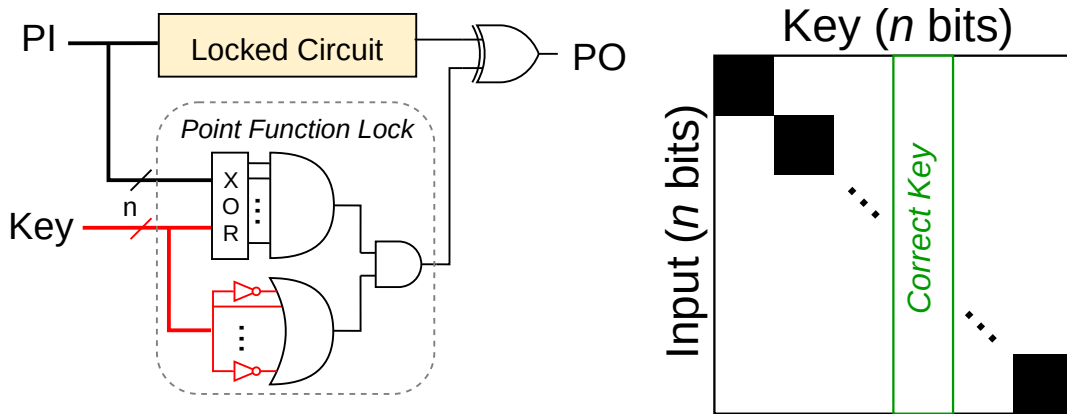 PI
Locked Circuit
PO
Point Function Lock
n
X
O
R
Key
Key (n bits)
Input (n bits)
Correct Key